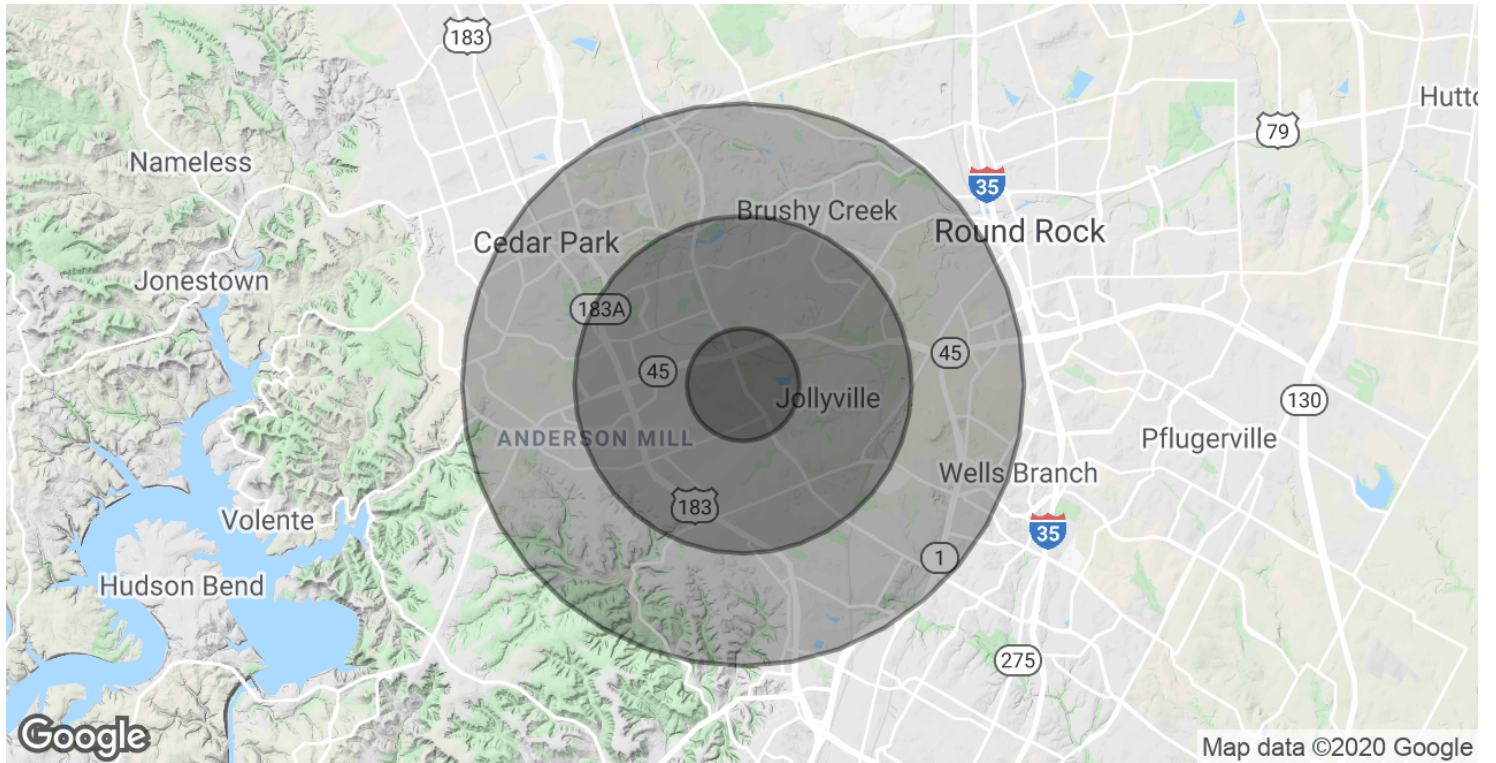 183
Hutto
79
Nameless
35
Brushy Creek
Round Rock
Cedar Park
Jonestown
183A
45
45
Jollyville
130
ANDERSON MILL
Pflugerville
Wells Branch
183
Volente
35
1
Hudson Bend
275
Google
Map data ©2020 Google